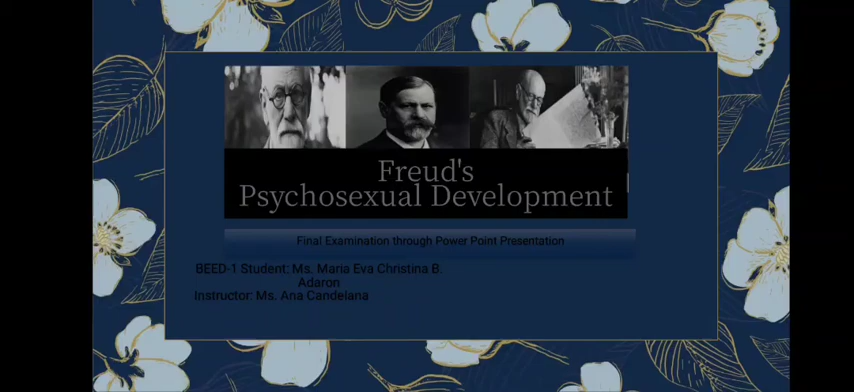 Freud's
Psychosexual Development
Final Examination through Power Point Presentation
BEED-1 Student: Ms. Maria Eva Christina B.
Adaron
Instructor: Ms. Ana Candelana